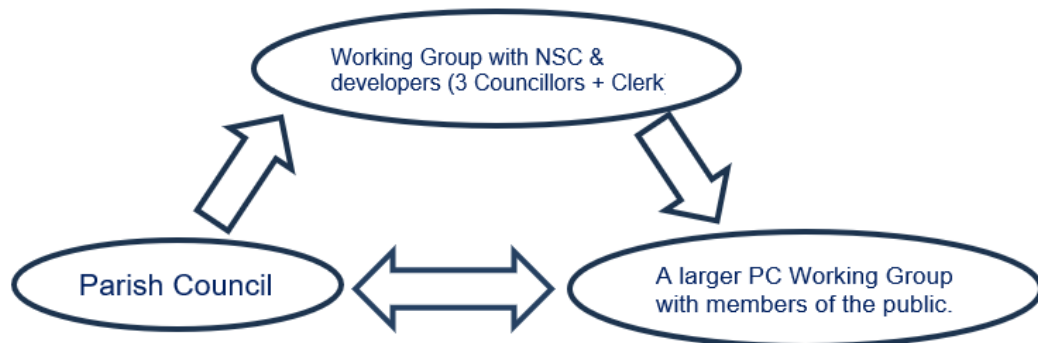 Working Group with NSC &
developers (3 Councillors + Clerk
Parish Council
A larger PC Working Group
with members of the public.